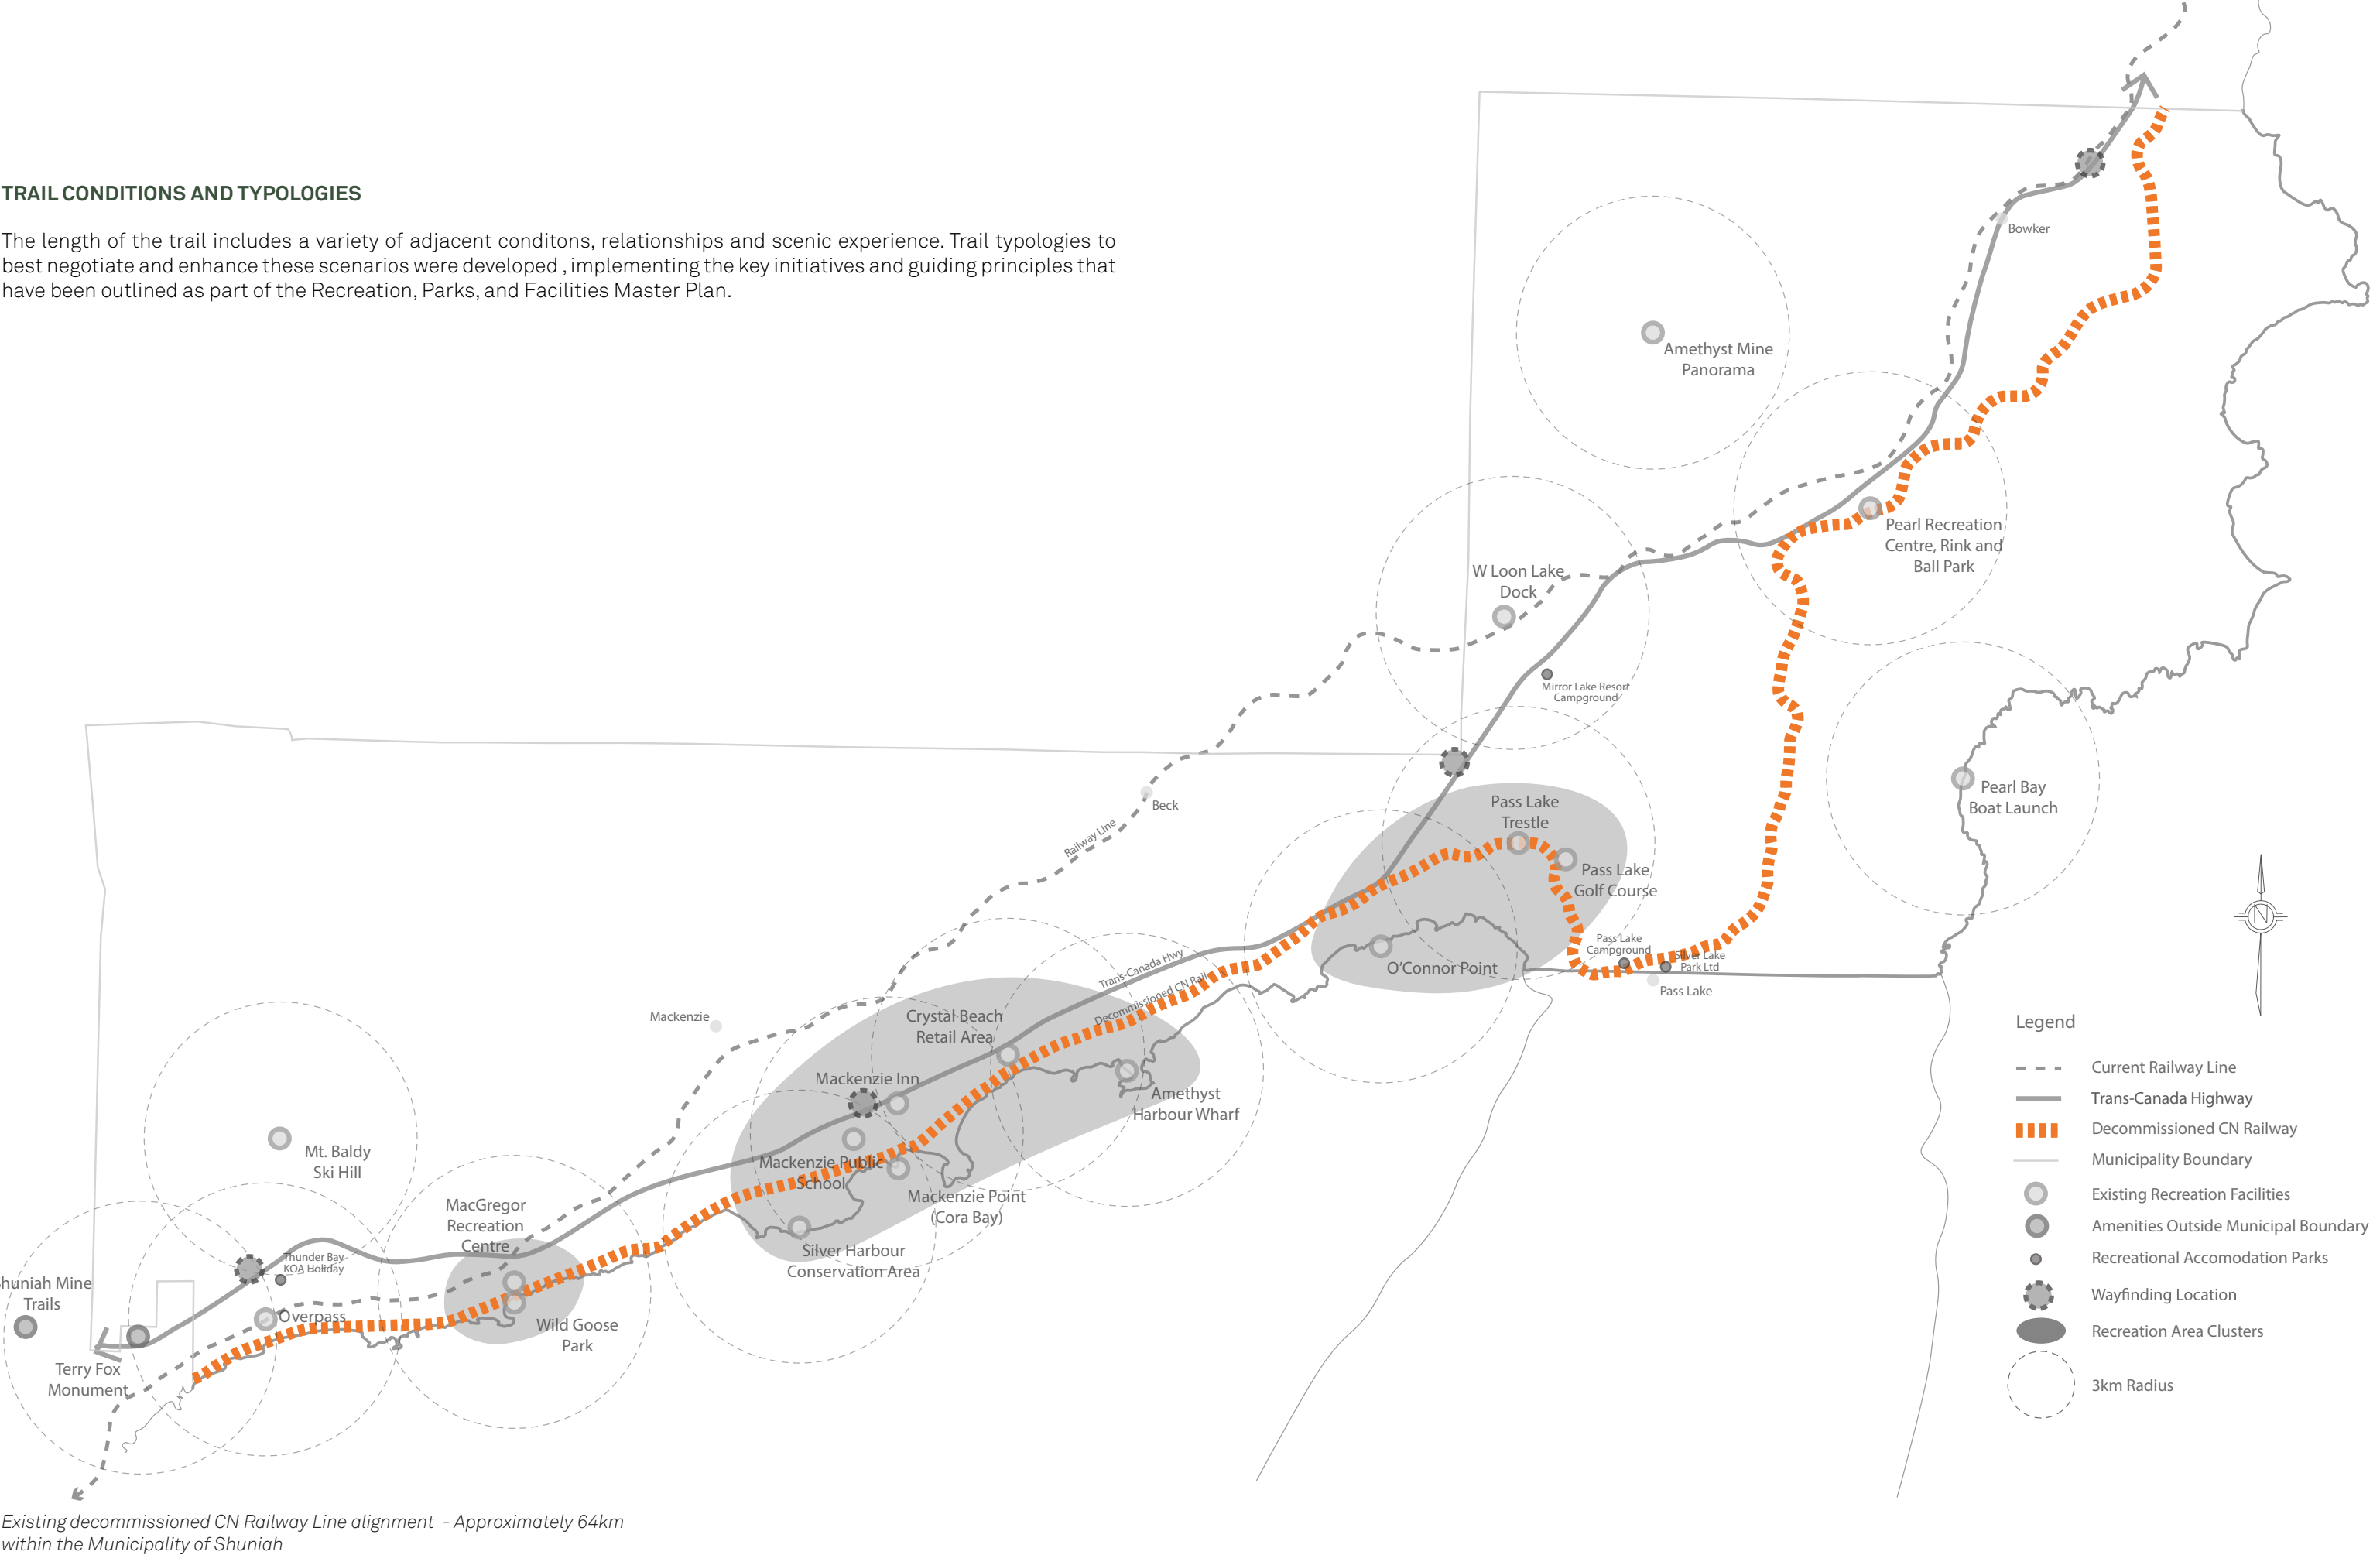 TRAIL CONDITIONS AND TYPOLOGIES
The length of the trail includes a variety of adjacent conditons, relationships and scenic experience. Trail typologies to
best negotiate and enhance these scenarios were developed , implementing the key initiatives and guiding principles that
have been outlined as part of the Recreation, Parks, and Facilities Master Plan.
Bowker
Amethyst Mine
Panorama
Pearl Recreation
Centre, Rink and
Ball Park
W Loon Lake
Dock
Mirror Lake Resort
Campground
Pearl Bay
Boat Launch
Beck
Railway Line
Pass Lake
Trestle
Pass Lake
Golf Course
Pass Lake
Campground
Silver Lake
Park Ltd
Pass Lake
O'Connor Point
Trans-Canada Hwy
Decommissioned CN Rail
Mackenzie
Crystal Beach
Retail Area
Mackenzie Inn
Amethyst
Harbour Wharf
Mackenzie Public
School
Mackenzie Point
(Cora Bay)
Silver Harbour
Conservation Area
Mt. Baldy
Ski Hill
MacGregor
Recreation
Centre
Thunder Bay
KOA Holiday
Overpass
Wild Goose
Park
huniah Mine
Trails
Terry Fox
Monument
N
Legend
Current Railway Line
Trans-Canada Highway
Decommissioned CN Railway
Municipality Boundary
Existing Recreation Facilities
Amenities Outside Municipal Boundary
Recreational Accomodation Parks
Wayfinding Location
Recreation Area Clusters
3km Radius
Existing decommissioned CN Railway Line alignment - Approximately 64km
within the Municipality of Shuniah